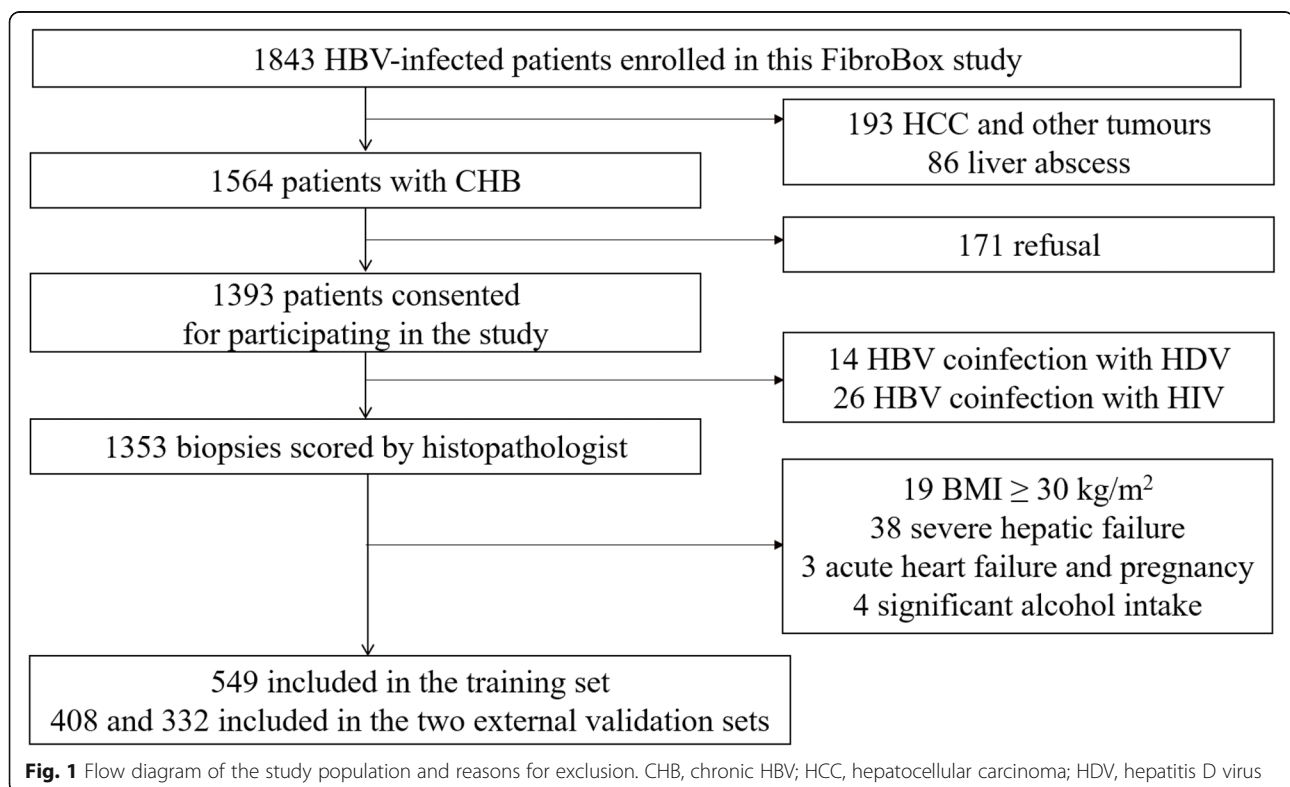 1843 HBV-infected patients enrolled in this FibroBox study
193 HCC and other tumours
86 liver abscess
1564 patients with CHB
171 refusal
1393 patients consented
for participating in the study
14 HBV coinfection with HDV
26 HBV coinfection with HIV
1353 biopsies scored by histopathologist
19 BMI ≥ 30 kg/m²
38 severe hepatic failure
3 acute heart failure and pregnancy
4 significant alcohol intake
549 included in the training set
408 and 332 included in the two external validation sets
Fig. 1 Flow diagram of the study population and reasons for exclusion. CHB, chronic HBV; HCC, hepatocellular carcinoma; HDV, hepatitis D virus